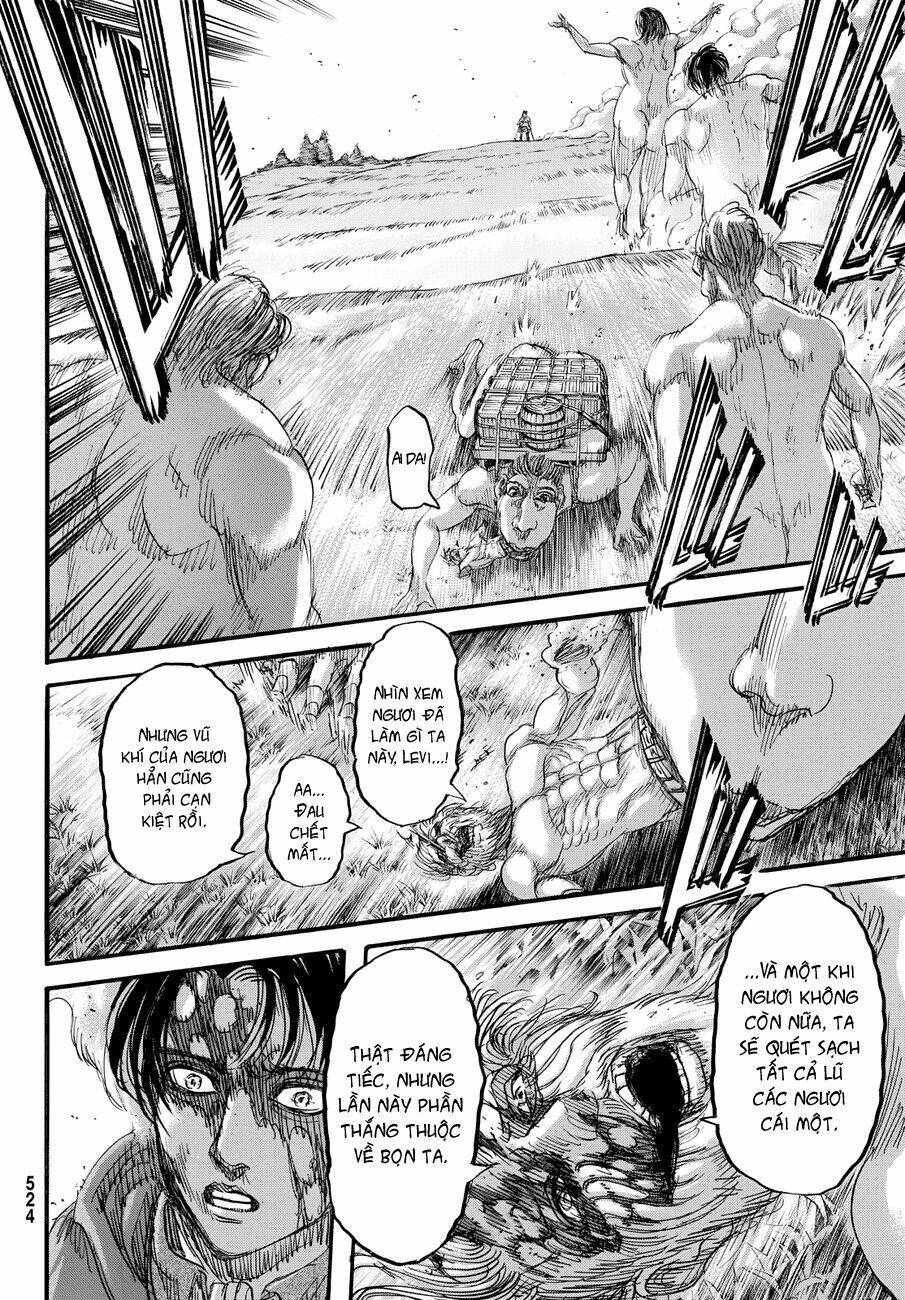 AI DA!
NHÌN XEM
NGƯƠI ĐÃ
LÀM GÌ TA
NÀY, LEVI...!
AA...
ĐAU
CHẾT
MẤT...
NHƯNG VŨ
KHÍ CỦA NGƯƠI
HẲN CŨNG
PHẢI CẠN
KIỆT RỒI.
...VÀ MỘT KHI
NGƯƠI KHÔNG
CÒN NỮA, TA
SẼ QUÉT SẠCH
TẤT CẢ LŨ
CÁC NGƯƠI
CÁI MỘT.
THẬT ĐÁNG
TIẾC, NHƯNG
LẦN NÀY PHẦN
THẮNG THUỘC
VỀ BỌN TA.
524